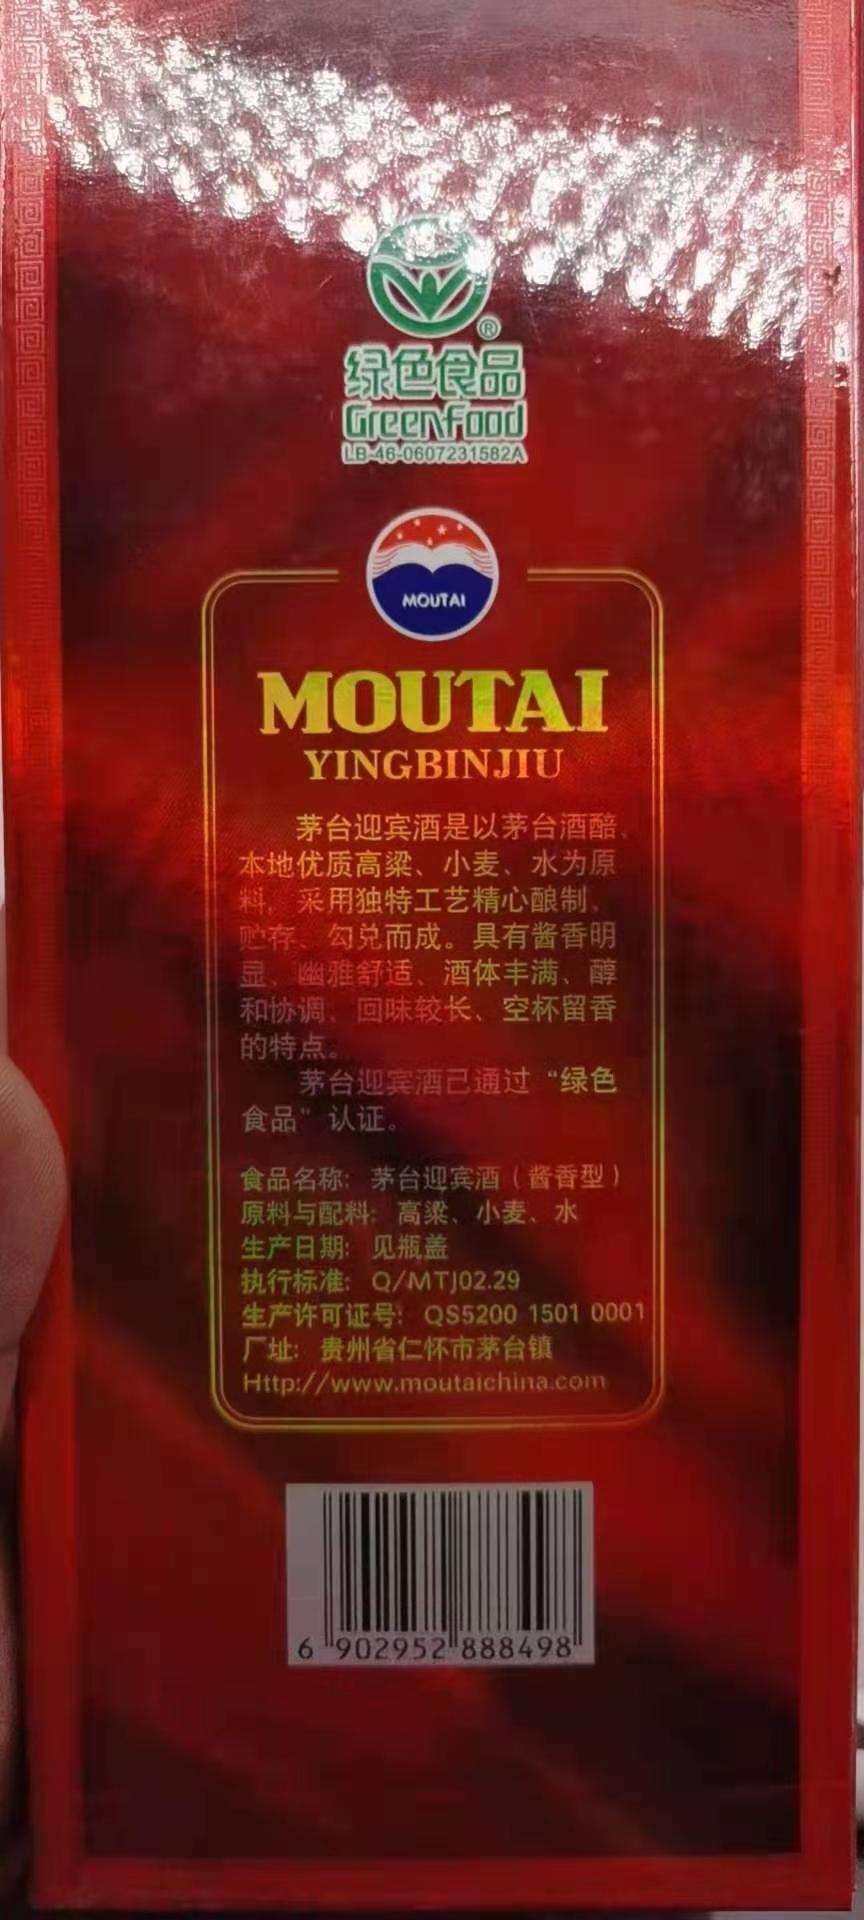 ®
绿色食品
Greenfood
LB-46-0607231582A
MOUTAI
MOUTAI
YINGBINJIU
茅台迎宾酒是以茅台酒醅、
本地优质高粱、小麦、水为原
料，采用独特工艺精心酿制、
贮存、勾兑而成。具有酱香明
显、幽雅舒适、酒体丰满、醇
和协调、回味较长、空杯留香
的特点。
茅台迎宾酒已通过“绿色
食品”认证。
食品名称：茅台迎宾酒（酱香型）
原料与配料：高粱、小麦、水
生产日期：见瓶盖
执行标准：Q/MTJ02.29
生产许可证号：QS5200 1501 0001
厂址：贵州省仁怀市茅台镇
Http://www.moutaichina.com
6 902952 888498